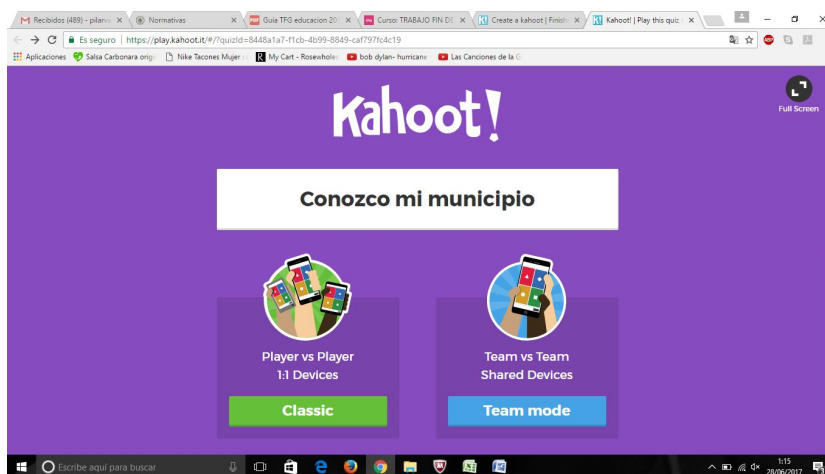 Recibidos (489) - pilarv
Normativas
Guia TFG educacion 20
Curso: TRABAJO FIN DE
Create a kahoot | Finish
Kahoot! | Play this quiz
Es seguro | https://play.kahoot.it/#/?quizId=8448a1a7-f1cb-4b99-8849-caf797fc4c19
Aplicaciones
Salsa Carbonara orig
Nike Tacones Mujer
My Cart - Rosewholes
bob dylan- hurricane
Las Canciones de la G
Kahoot!
Full Screen
Conozco mi municipio
Player vs Player
1:1 Devices
Classic
Team vs Team
Shared Devices
Team mode
Escribe aquí para buscar
1:15
28/06/2017